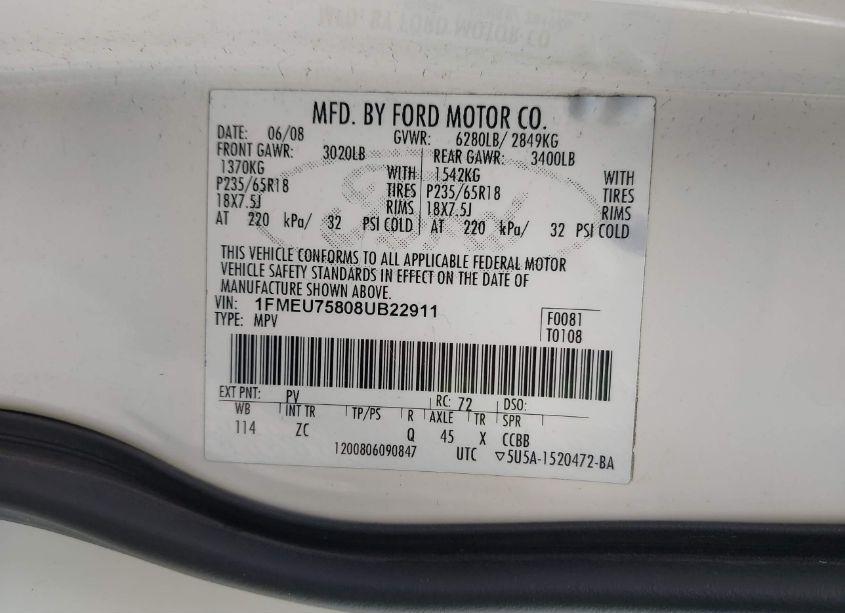 MFD. BY FORD MOTOR CO.
DATE: 06/08 GVWR: 6280LB/ 2849KG
FRONT GAWR: 3020LB REAR GAWR: 3400LB
1370KG WITH 1542KG WITH
P235/65R18 TIRES P235/65R18 TIRES
18X7.5J RIMS 18X7.5J RIMS
AT 220 kPa/ 32 PSI COLD AT 220 kPa/ 32 PSI COLD
THIS VEHICLE CONFORMS TO ALL APPLICABLE FEDERAL MOTOR
VEHICLE SAFETY STANDARDS IN EFFECT ON THE DATE OF
MANUFACTURE SHOWN ABOVE.
VIN: 1FMEU75808UB22911
TYPE: MPV
F0081
T0108
EXT PNT: PV RC: 72 DSO:
WB INT TR TP/PS R AXLE TR SPR
114 ZC Q 45 X CCBB
1200806090847 UTC ▽5U5A-1520472-BA